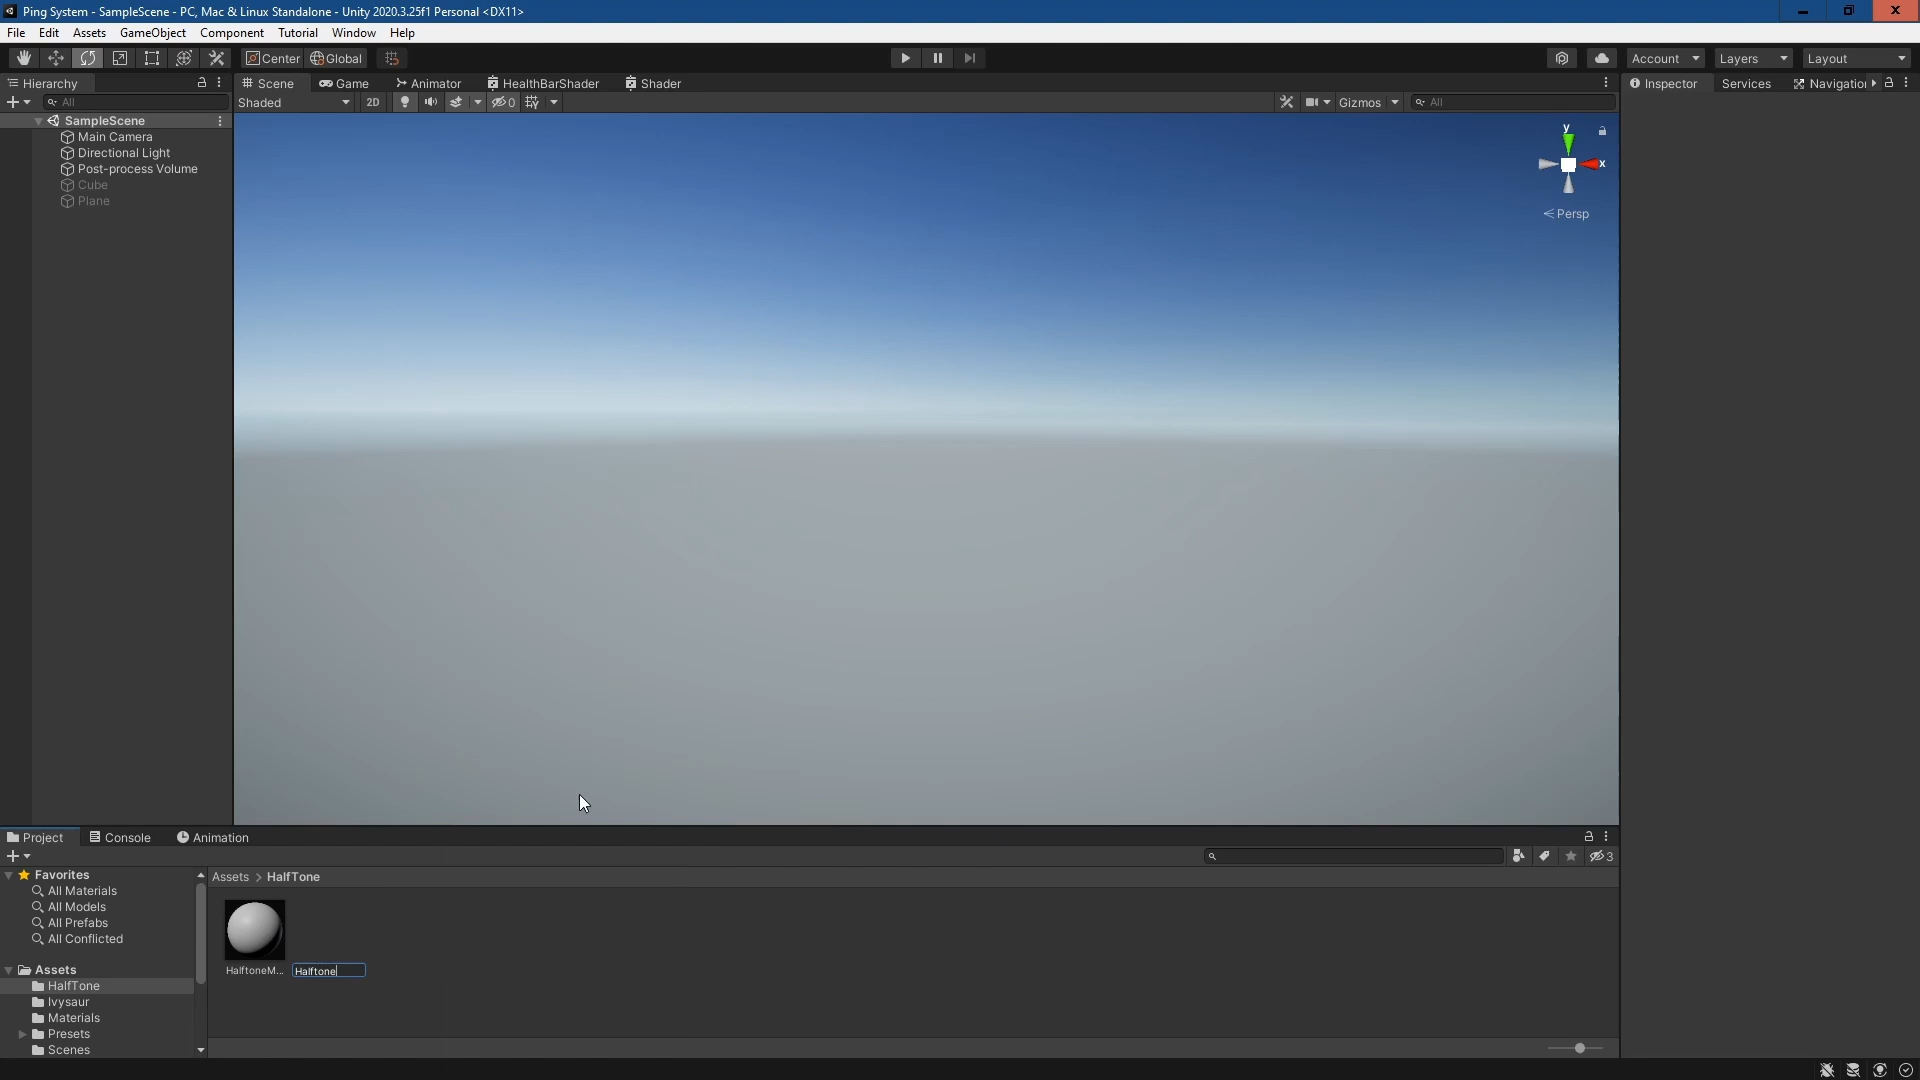 Ping System - SampleScene - PC, Mac & Linux Standalone - Unity 2020.3.25f1 Personal <DX11>
File Edit Assets GameObject Component Tutorial Window Help
Center Global Account Layers Layout
Hierarchy Scene Game Animator HealthBarShader Shader Inspector Services Navigation
All Shaded 2D 0 Gizmos All
SampleScene
Main Camera
Directional Light
Post-process Volume
Cube
Plane
y
x
Persp
Project Console Animation
3
Favorites
All Materials
All Models
All Prefabs
All Conflicted
Assets
HalfTone
Ivysaur
Materials
Presets
Scenes
Assets > HalfTone
HalftoneM... Halftone